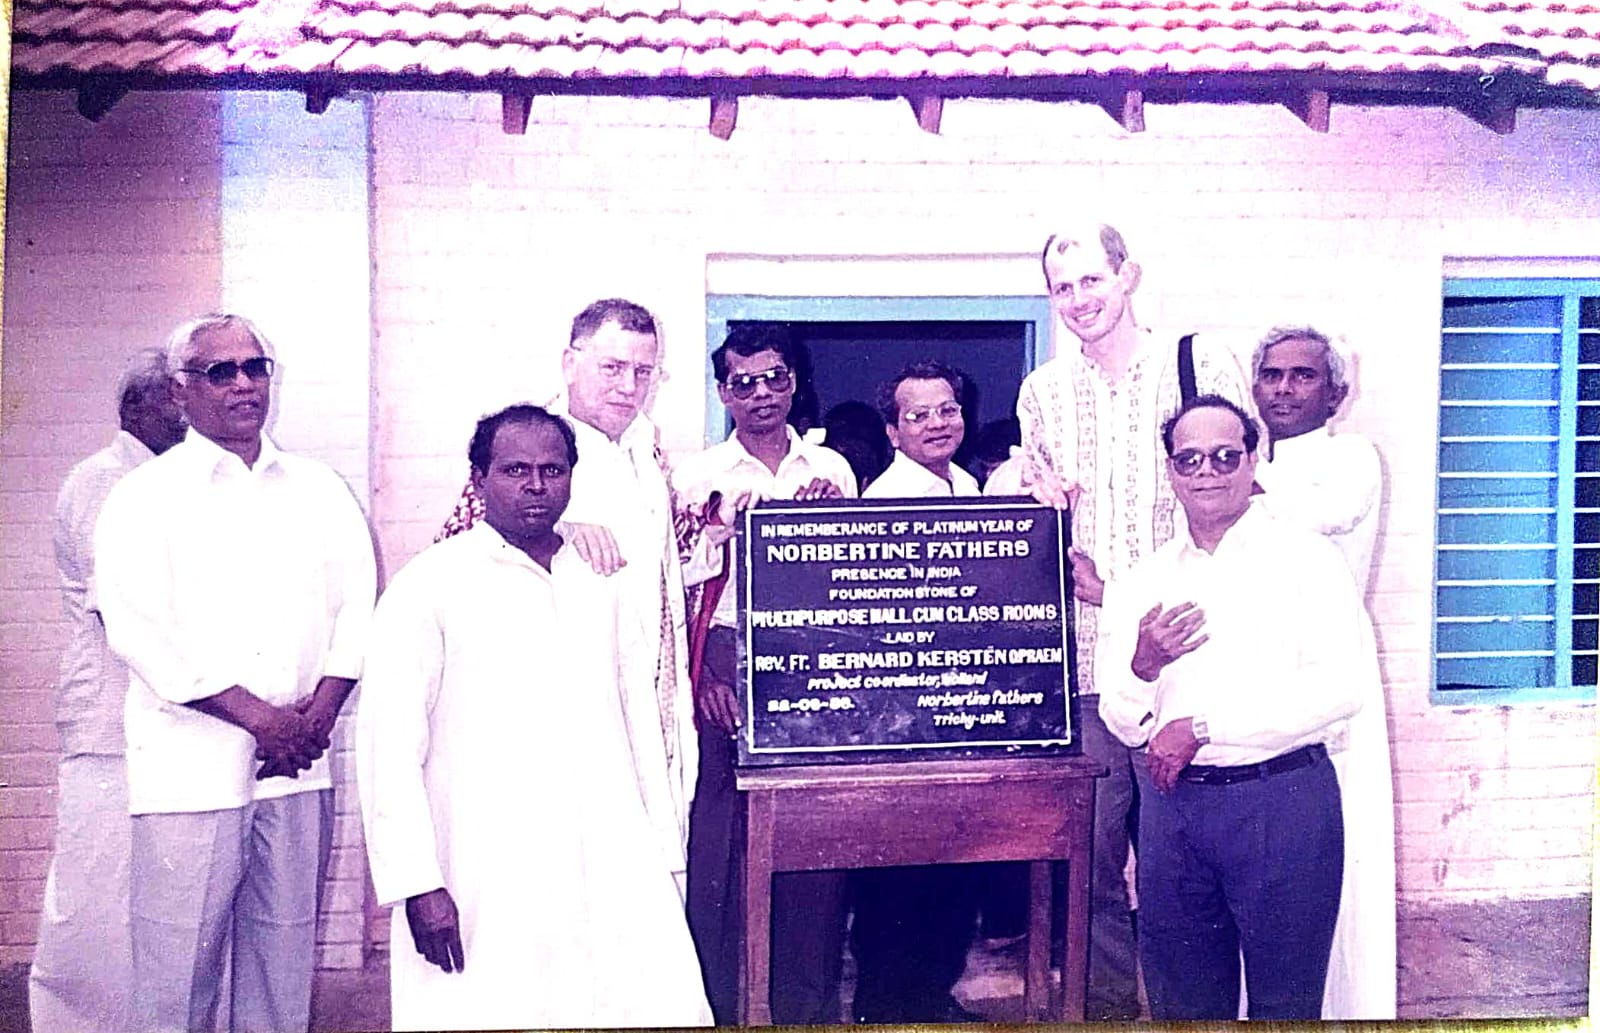 IN REMEMBERANCE OF PLATINUM YEAR OF
NORBERTINE FATHERS
PRESENCE IN INDIA
FOUNDATION STONE OF
MULTIPURPOSE HALL CUM CLASS ROOMS
LAID BY
Rev. Fr. BERNARD KERSTEN OPRAEM
Project coordinator, Holland
Norbertine Fathers
Trichy-unit